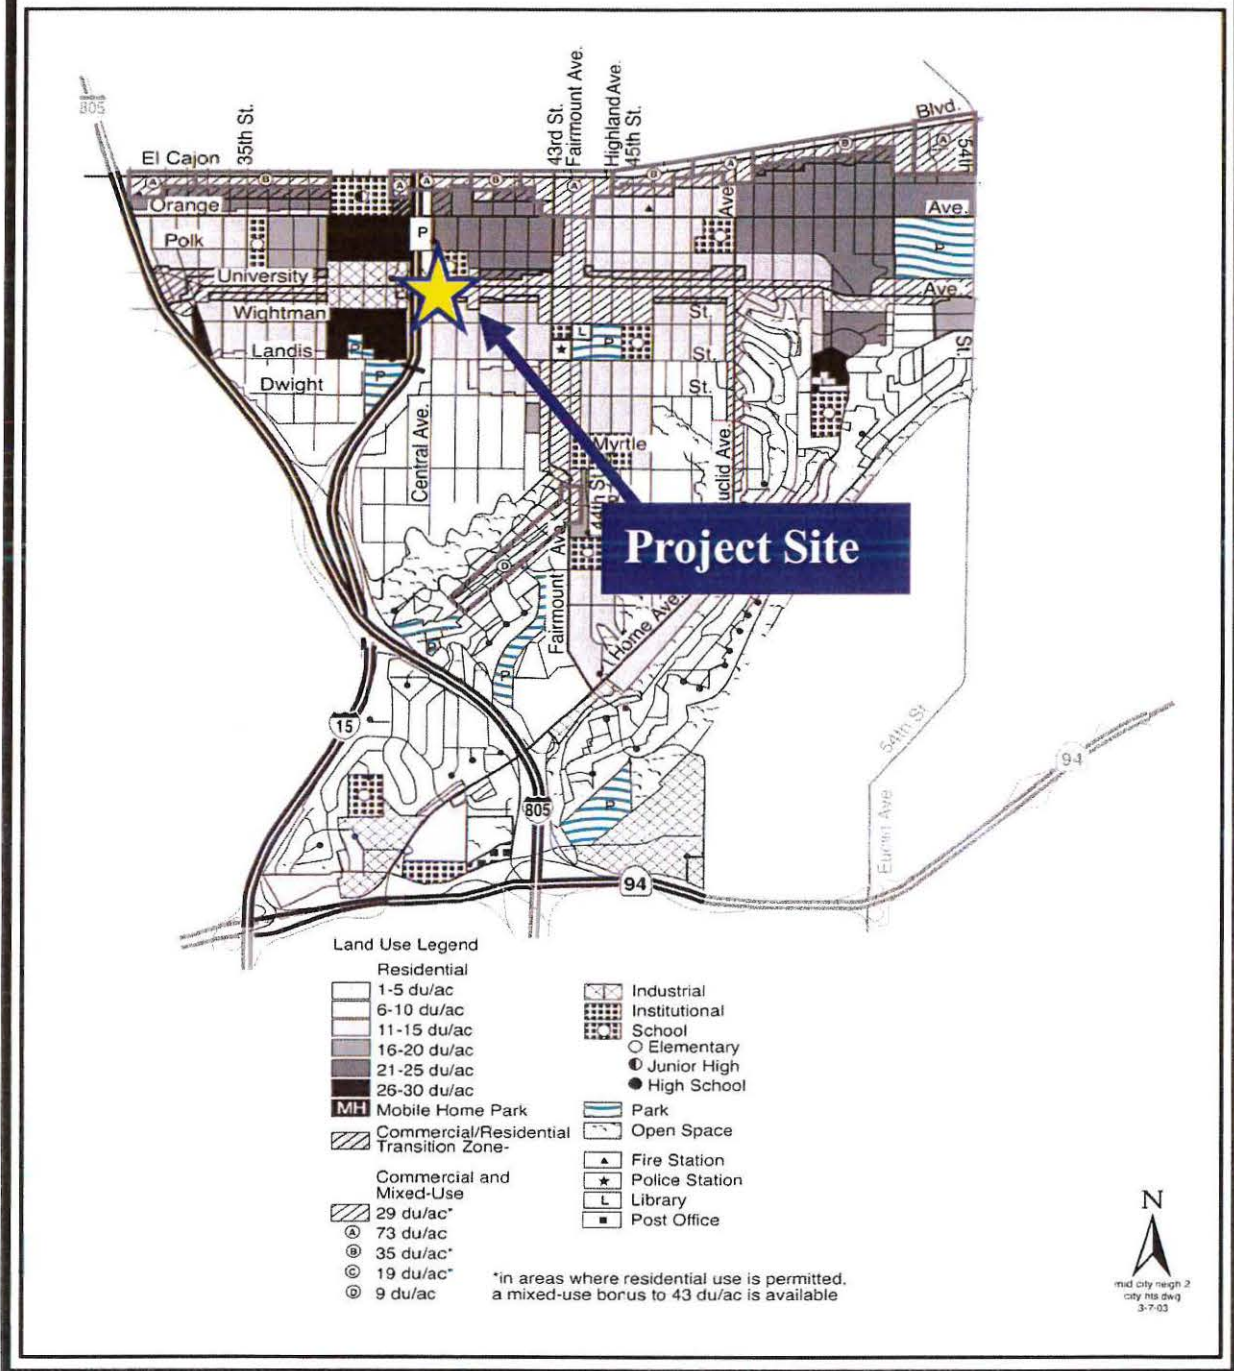 805
35th St.
43rd St.
Fairmount Ave.
Highland Ave.
45th St.
Blvd.
El Cajon
54th
Orange
Ave.
Ave.
Polk
P
P
University
Ave.
Wightman
St.
L
P
Landis
P
St.
St.
Dwight
P
St.
Central Ave.
Myrtle
44th St.
Project Site
Fairmount
Home Ave.
P
P
15
54th St
94
805
P
Euclid Ave
94
Land Use Legend
Residential
1-5 du/ac
6-10 du/ac
11-15 du/ac
16-20 du/ac
21-25 du/ac
26-30 du/ac
MH Mobile Home Park
Commercial/Residential
Transition Zone-
Commercial and
Mixed-Use
29 du/ac*
A 73 du/ac
B 35 du/ac*
C 19 du/ac*
D 9 du/ac
Industrial
Institutional
School
Elementary
Junior High
High School
Park
Open Space
Fire Station
Police Station
L Library
Post Office
*in areas where residential use is permitted.
a mixed-use bonus to 43 du/ac is available
N
mid city neigh 2
city hts dwg
3-7-03